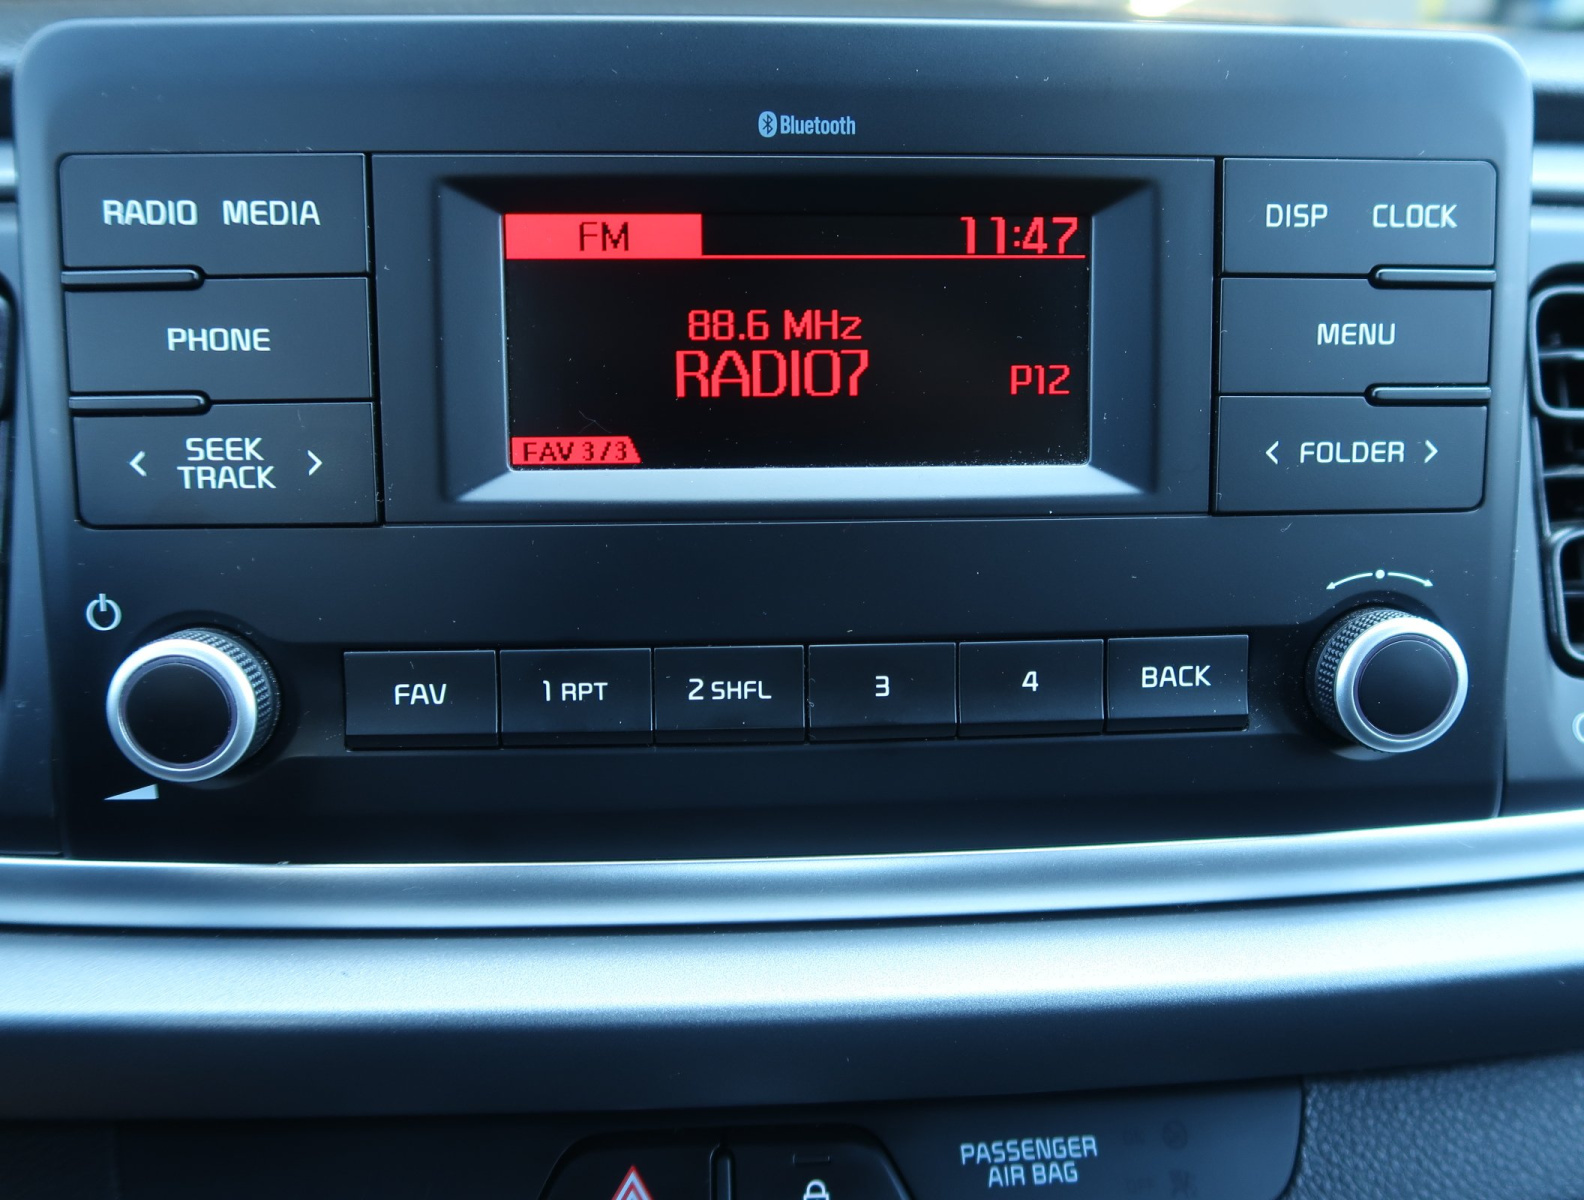 Bluetooth
RADIO MEDIA
PHONE
< SEEK TRACK >
FM 11:47
88.6 MHz
RADIO7
P12
FAV 3/3
DISP CLOCK
MENU
< FOLDER >
FAV
1 RPT
2 SHFL
3
4
BACK
PASSENGER
AIR BAG